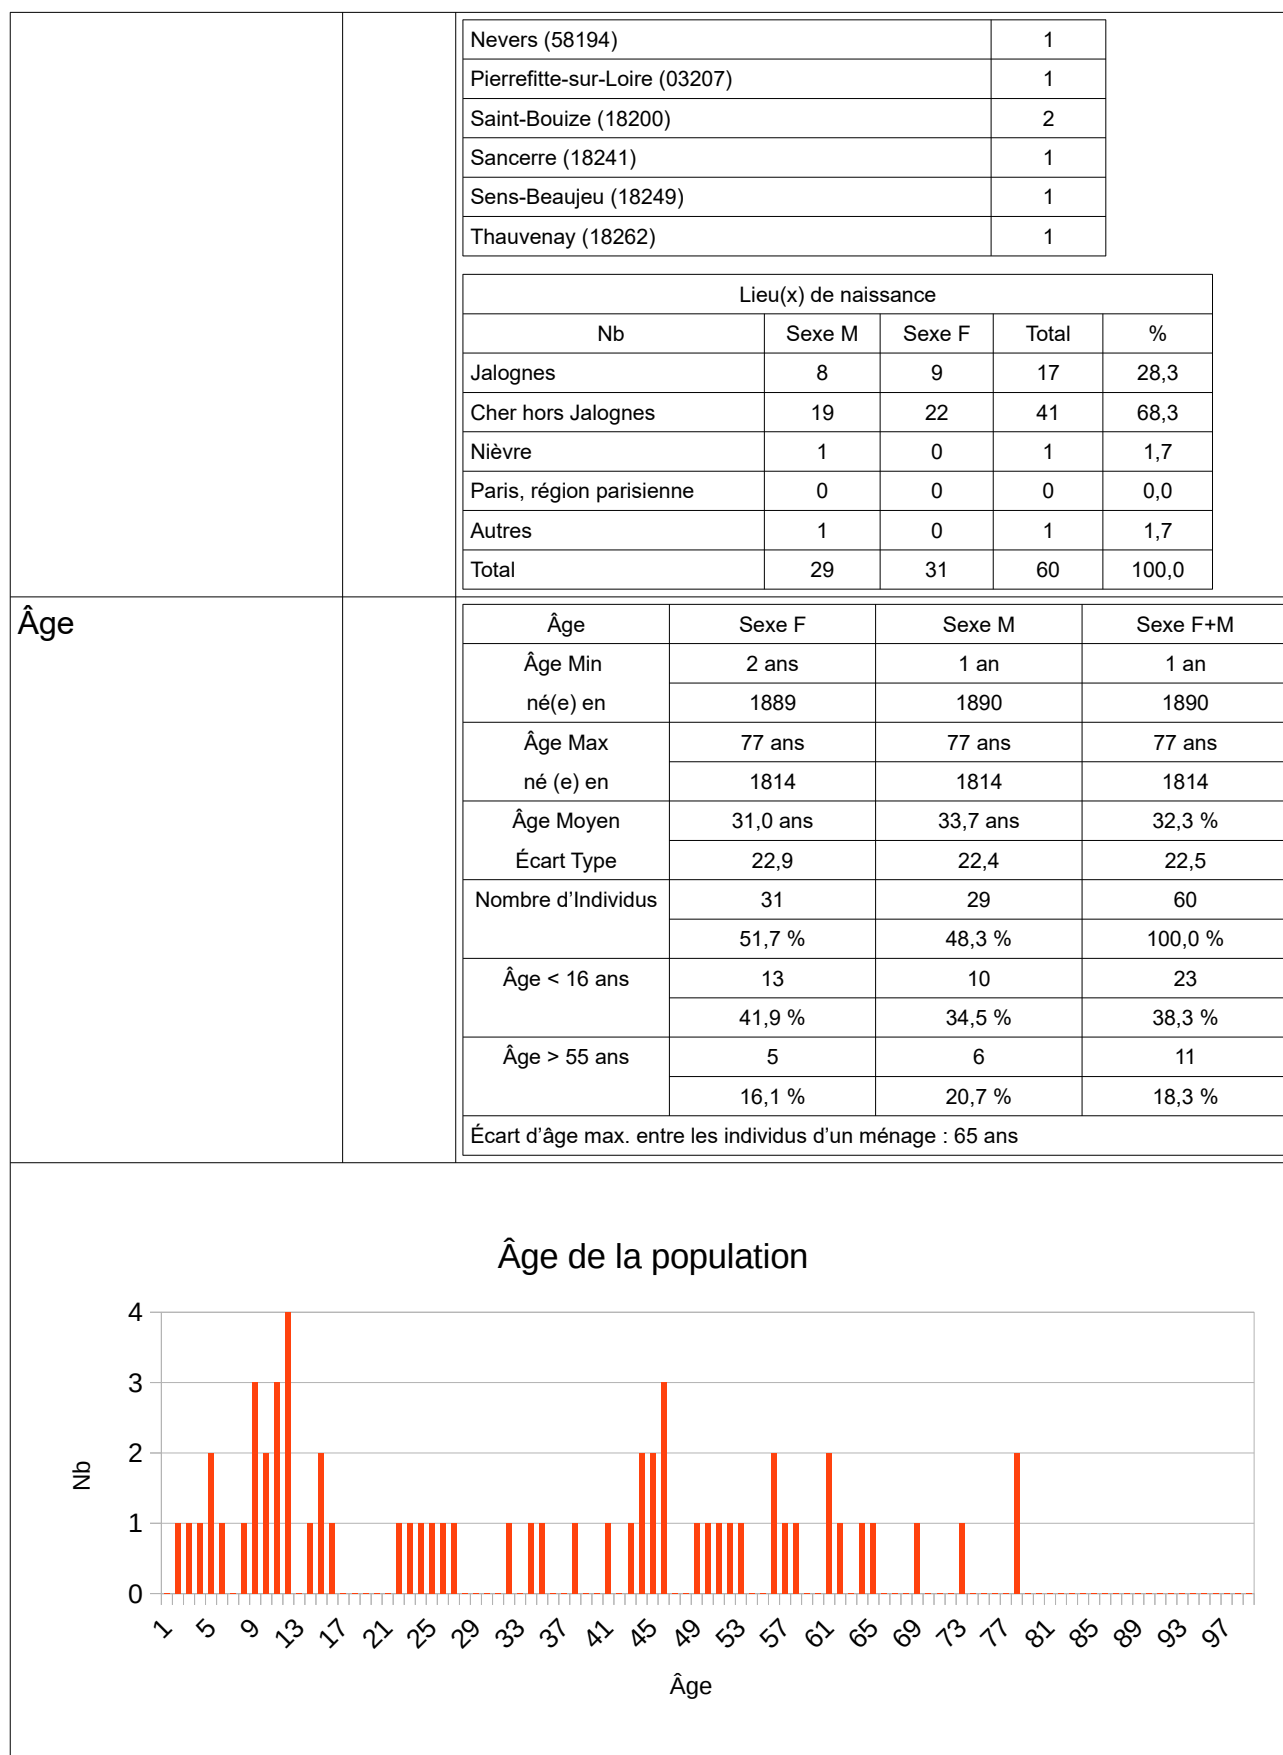 Nevers (58194) 1
Pierrefitte-sur-Loire (03207) 1
Saint-Bouize (18200) 2
Sancerre (18241) 1
Sens-Beaujeu (18249) 1
Thauvenay (18262) 1
Lieu(x) de naissance
Nb Sexe M Sexe F Total %
Jalognes 8 9 17 28,3
Cher hors Jalognes 19 22 41 68,3
Nièvre 1 0 1 1,7
Paris, région parisienne 0 0 0 0,0
Autres 1 0 1 1,7
Total 29 31 60 100,0
Âge
Âge Sexe F Sexe M Sexe F+M
Âge Min 2 ans 1 an 1 an
né(e) en 1889 1890 1890
Âge Max 77 ans 77 ans 77 ans
né (e) en 1814 1814 1814
Âge Moyen 31,0 ans 33,7 ans 32,3 %
Écart Type 22,9 22,4 22,5
Nombre d’Individus 31 29 60
51,7 % 48,3 % 100,0 %
Âge < 16 ans 13 10 23
41,9 % 34,5 % 38,3 %
Âge > 55 ans 5 6 11
16,1 % 20,7 % 18,3 %
Écart d’âge max. entre les individus d’un ménage : 65 ans
Âge de la population
4
3
2
1
0
Nb
1 5 9 13 17 21 25 29 33 37 41 45 49 53 57 61 65 69 73 77 81 85 89 93 97
Âge